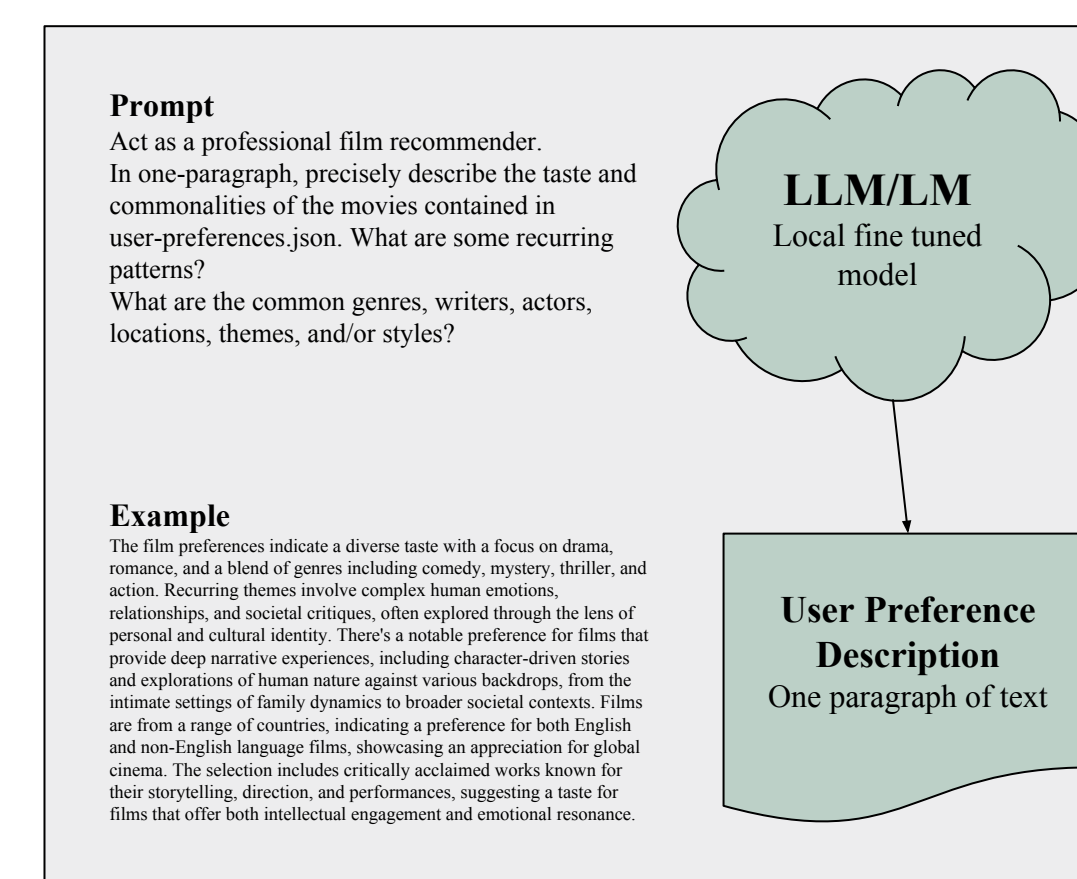 Prompt
Act as a professional film recommender.
In one-paragraph, precisely describe the taste and
commonalities of the movies contained in
user-preferences.json. What are some recurring
patterns?
What are the common genres, writers, actors,
locations, themes, and/or styles?
LLM/LM
Local fine tuned
model
Example
The film preferences indicate a diverse taste with a focus on drama,
romance, and a blend of genres including comedy, mystery, thriller, and
action. Recurring themes involve complex human emotions,
relationships, and societal critiques, often explored through the lens of
personal and cultural identity. There's a notable preference for films that
provide deep narrative experiences, including character-driven stories
and explorations of human nature against various backdrops, from the
intimate settings of family dynamics to broader societal contexts. Films
are from a range of countries, indicating a preference for both English
and non-English language films, showcasing an appreciation for global
cinema. The selection includes critically acclaimed works known for
their storytelling, direction, and performances, suggesting a taste for
films that offer both intellectual engagement and emotional resonance.
User Preference
Description
One paragraph of text